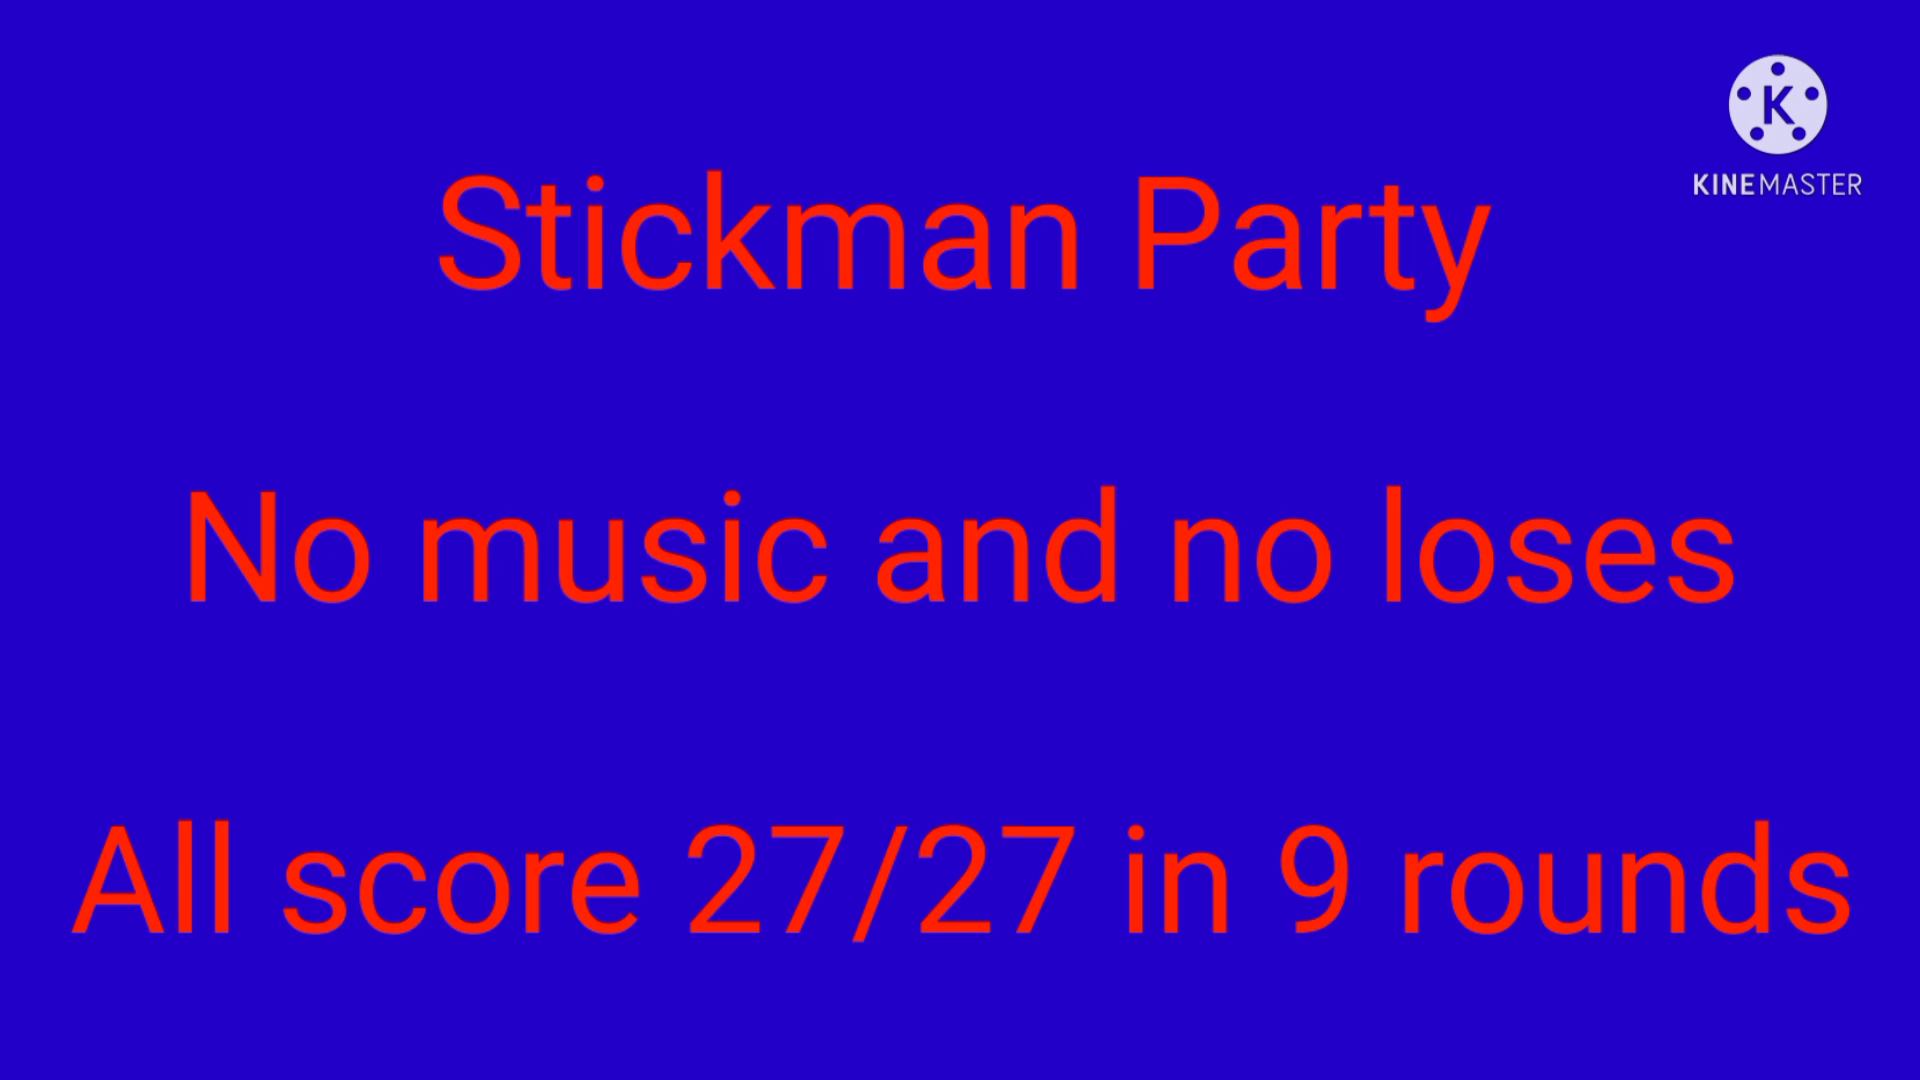 K
KINEMASTER
Stickman Party
No music and no loses
All score 27/27 in 9 rounds